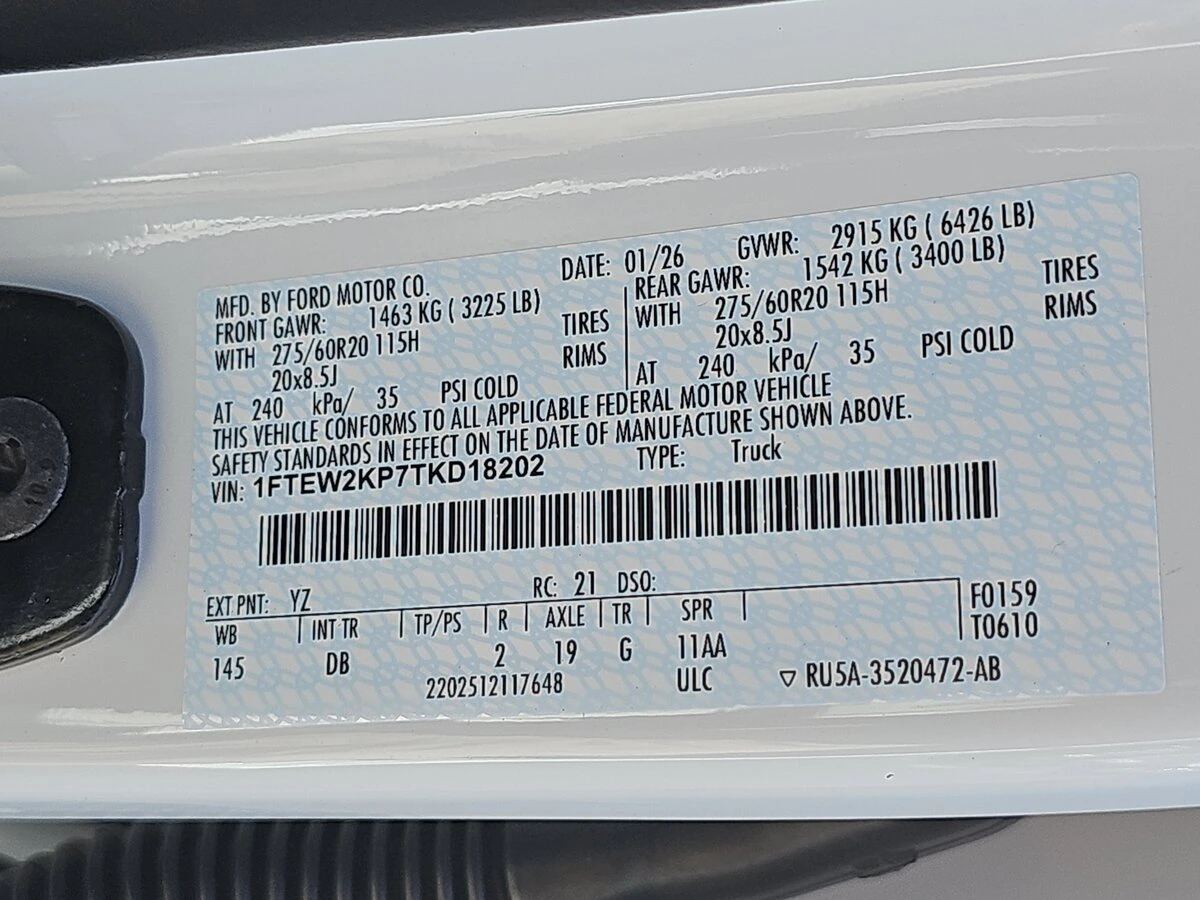 MFD. BY FORD MOTOR CO. DATE: 01/26 GVWR: 2915 KG ( 6426 LB)
FRONT GAWR: 1463 KG ( 3225 LB) REAR GAWR: 1542 KG ( 3400 LB)
WITH 275/60R20 115H TIRES WITH 275/60R20 115H TIRES
20x8.5J RIMS 20x8.5J RIMS
AT 240 kPa/ 35 PSI COLD AT 240 kPa/ 35 PSI COLD
THIS VEHICLE CONFORMS TO ALL APPLICABLE FEDERAL MOTOR VEHICLE
SAFETY STANDARDS IN EFFECT ON THE DATE OF MANUFACTURE SHOWN ABOVE.
VIN: 1FTEW2KP7TKD18202 TYPE: Truck
EXT PNT: YZ RC: 21 DSO:
WB INT TR TP/PS R AXLE TR SPR F0159
145 DB 2 19 G 11AA T0610
2202512117648 ULC ▽ RU5A-3520472-AB